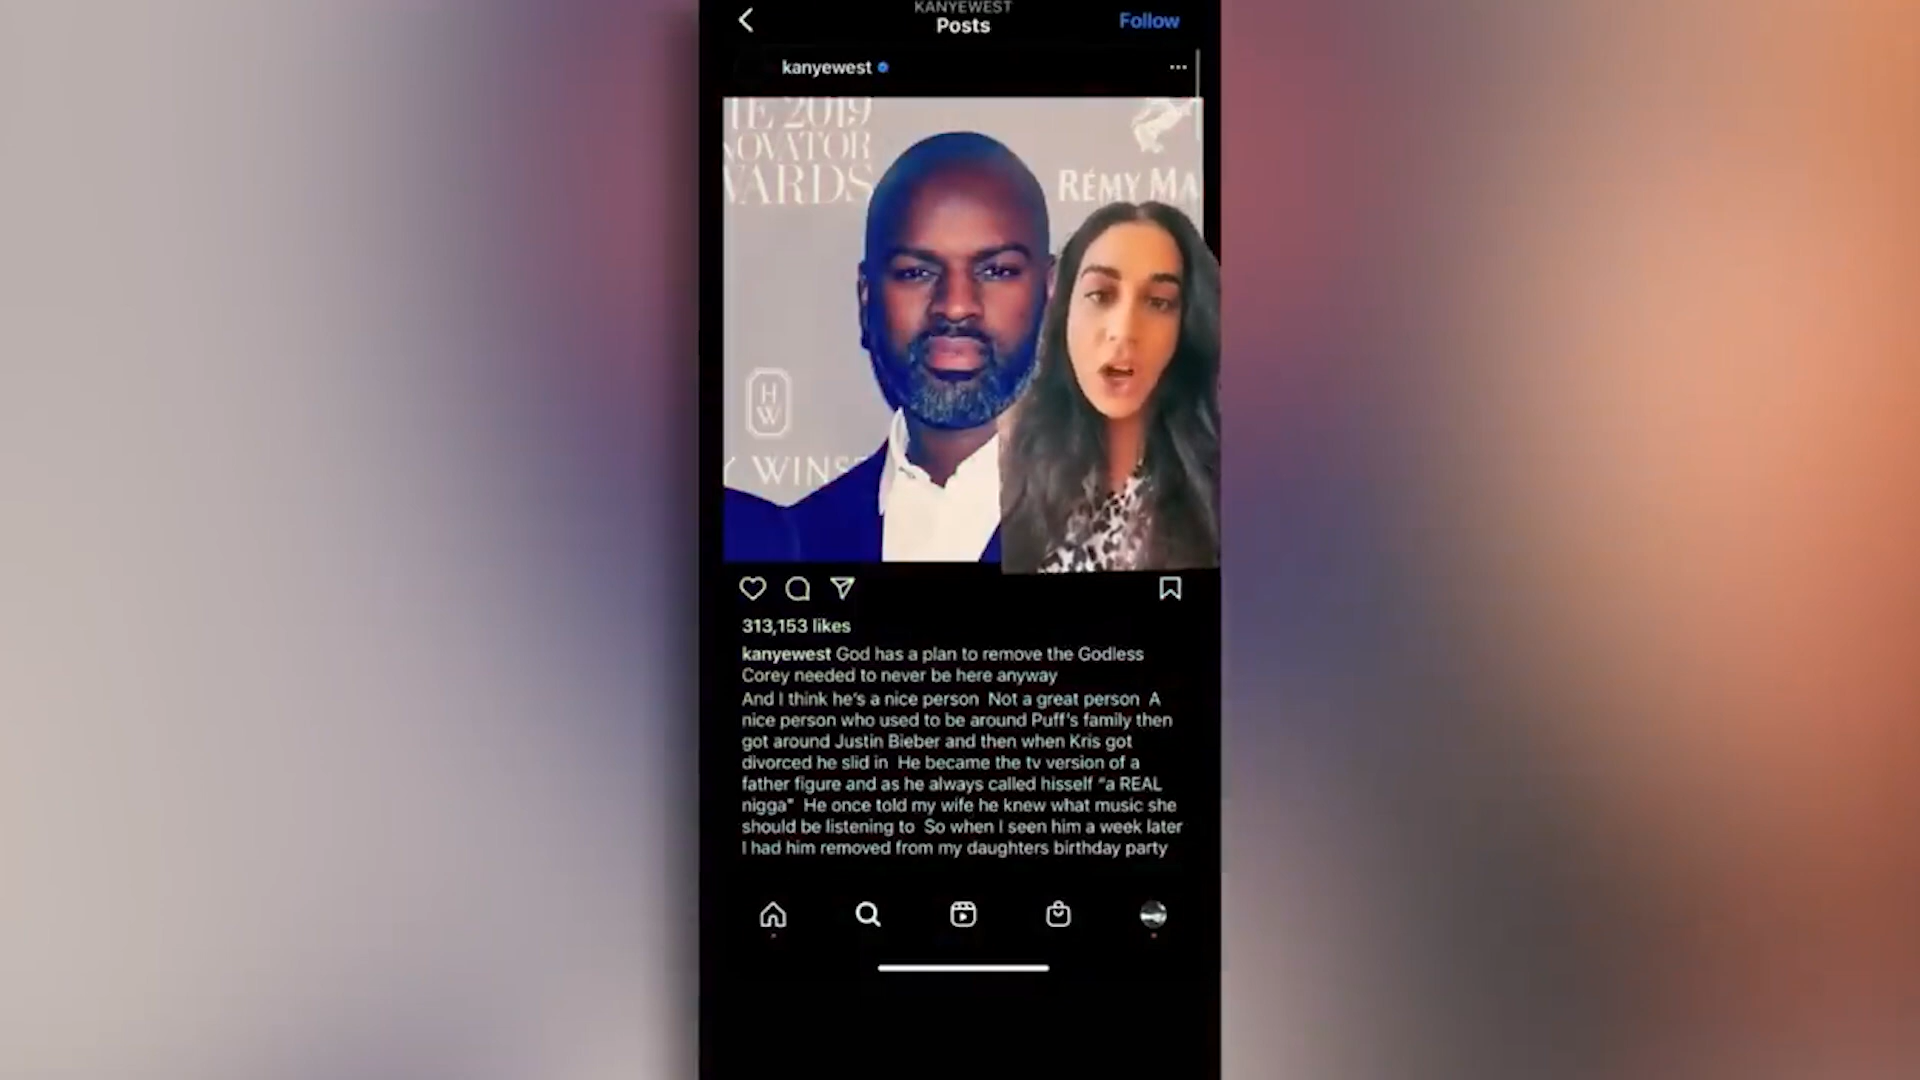 KANYEWEST
Posts
Follow
kanyewest
THE 2019
NOVATOR
WARDS
RÉMY MA
H
W
Y WINS
313,153 likes
kanyewest God has a plan to remove the Godless
Corey needed to never be here anyway
And I think he's a nice person Not a great person A
nice person who used to be around Puff's family then
got around Justin Bieber and then when Kris got
divorced he slid in He became the tv version of a
father figure and as he always called hisself "a REAL
nigga" He once told my wife he knew what music she
should be listening to So when I seen him a week later
I had him removed from my daughters birthday party